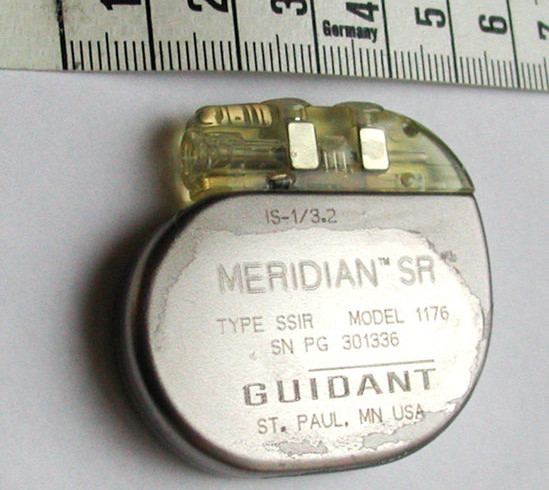 1 2 3 4 5 6 7
Germany
IS-1/3.2
MERIDIAN™ SR
TYPE SSIR MODEL 1176
SN PG 301336
GUIDANT
ST. PAUL, MN USA